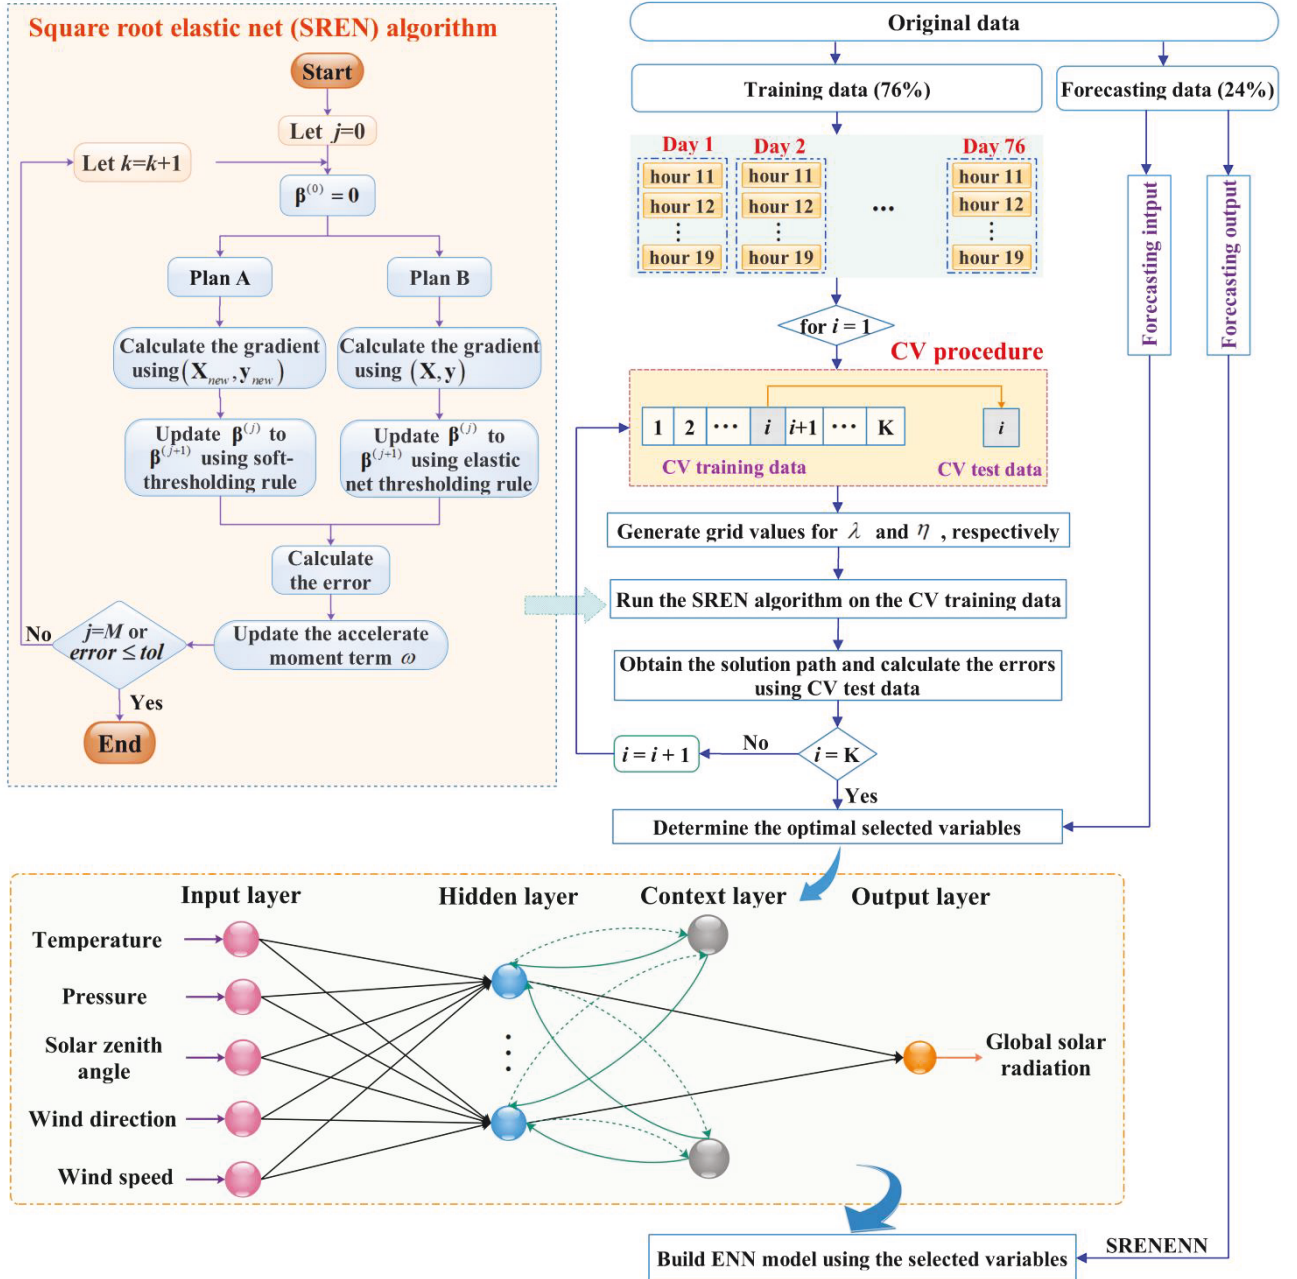 Square root elastic net (SREN) algorithm
Start
Let j=0
Let k=k+1
β⁽⁰⁾ = 0
Plan A
Plan B
Calculate the gradient
using(X_new, y_new)
Calculate the gradient
using (X, y)
Update β⁽ʲ⁾ to
β⁽ʲ⁺¹⁾ using soft-
thresholding rule
Update β⁽ʲ⁾ to
β⁽ʲ⁺¹⁾ using elastic
net thresholding rule
Calculate
the error
Update the accelerate
moment term ω
j=M or
error ≤ tol
No
Yes
End
Original data
Training data (76%)
Forecasting data (24%)
Day 1
hour 11
hour 12
⋮
hour 19
Day 2
hour 11
hour 12
⋮
hour 19
...
Day 76
hour 11
hour 12
⋮
hour 19
Forecasting intput
Forecasting output
for i = 1
CV procedure
1 2 ... i i+1 ... K
i
CV training data
CV test data
Generate grid values for λ and η , respectively
Run the SREN algorithm on the CV training data
Obtain the solution path and calculate the errors
using CV test data
i = K
No
i = i + 1
Yes
Determine the optimal selected variables
Input layer
Hidden layer
Context layer
Output layer
Temperature
Pressure
Solar zenith
angle
Wind direction
Wind speed
⋮
Global solar
radiation
Build ENN model using the selected variables
SRENENN